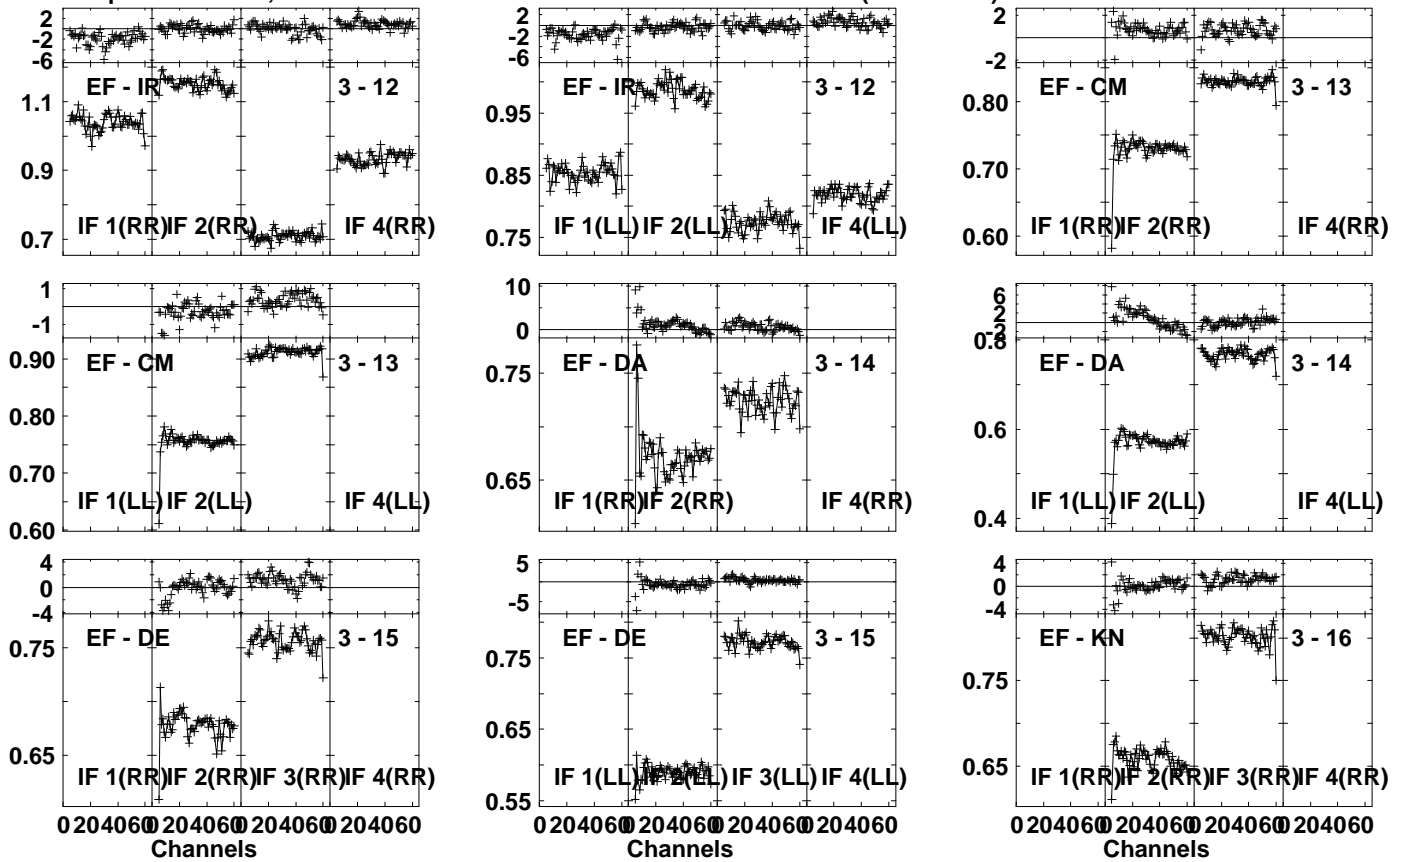 2 -2 -6 EF - IR 3 - 12 1.1 0.9 0.7 IF 1(RR) IF 2(RR) IF 4(RR)
2 -2 -6 EF - IR 3 - 12 0.95 0.85 0.75 IF 1(LL) IF 2(LL) IF 4(LL)
2 -2 EF - CM 3 - 13 0.80 0.70 0.60 IF 1(RR) IF 2(RR) IF 4(RR)
1 -1 EF - CM 3 - 13 0.90 0.80 0.70 0.60 IF 1(LL) IF 2(LL) IF 4(LL)
10 0 EF - DA 3 - 14 0.75 0.65 IF 1(RR) IF 2(RR) IF 4(RR)
6 2 -2 EF - DA 3 - 14 0.8 0.6 0.4 IF 1(LL) IF 2(LL) IF 4(LL)
4 0 -4 EF - DE 3 - 15 0.75 0.65 IF 1(RR) IF 2(RR) IF 3(RR) IF 4(RR)
5 -5 EF - DE 3 - 15 0.75 0.65 0.55 IF 1(LL) IF 2(LL) IF 3(LL) IF 4(LL)
4 0 -4 EF - KN 3 - 16 0.75 0.65 IF 1(RR) IF 2(RR) IF 3(RR) IF 4(RR)
0 204060 0 204060 0 204060 0 204060
Channels
0 204060 0 204060 0 204060 0 204060
Channels
0 204060 0 204060 0 204060 0 204060
Channels